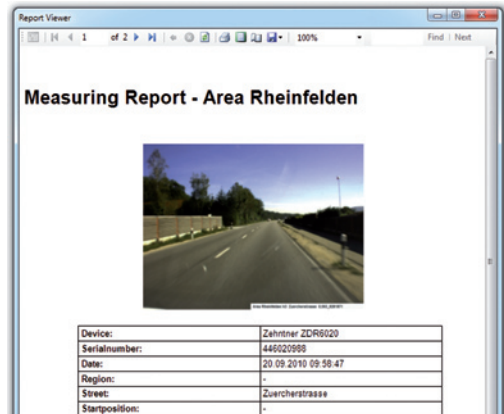 Report Viewer
1 of 2 100% Find | Next
Measuring Report - Area Rheinfelden
Device: Zehntner ZDR6020
Serialnumber: 446020988
Date: 20.09.2010 09:58:47
Region: -
Street: Zuercherstrasse
Startposition: -